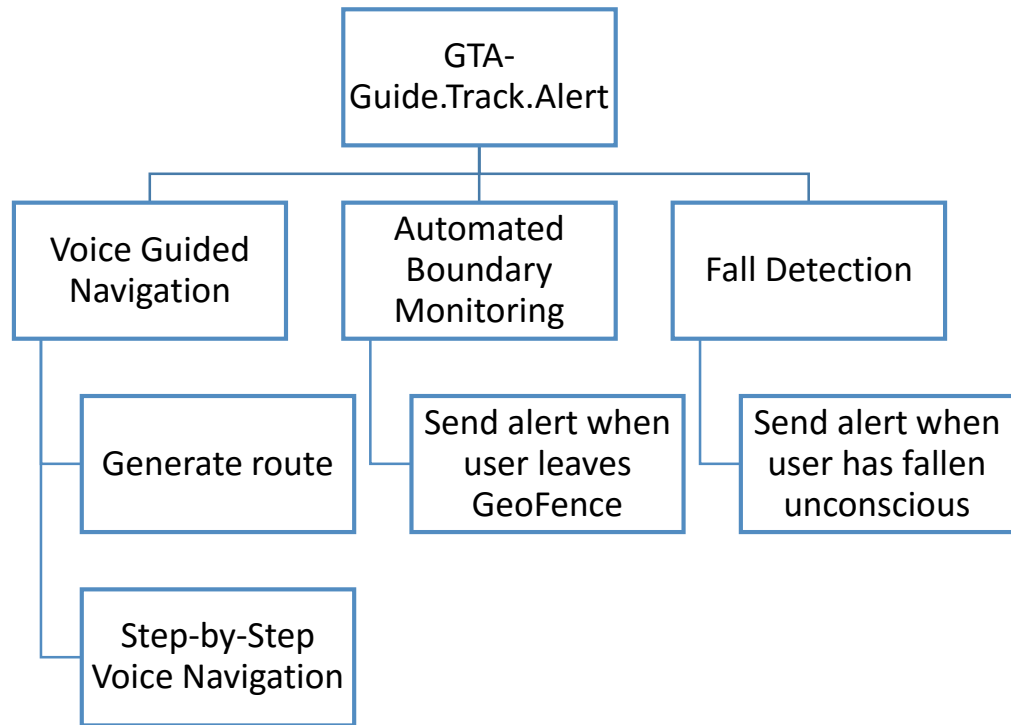 GTA-
Guide.Track.Alert
Voice Guided
Navigation
Automated
Boundary
Monitoring
Fall Detection
Generate route
Send alert when
user leaves
GeoFence
Send alert when
user has fallen
unconscious
Step-by-Step
Voice Navigation